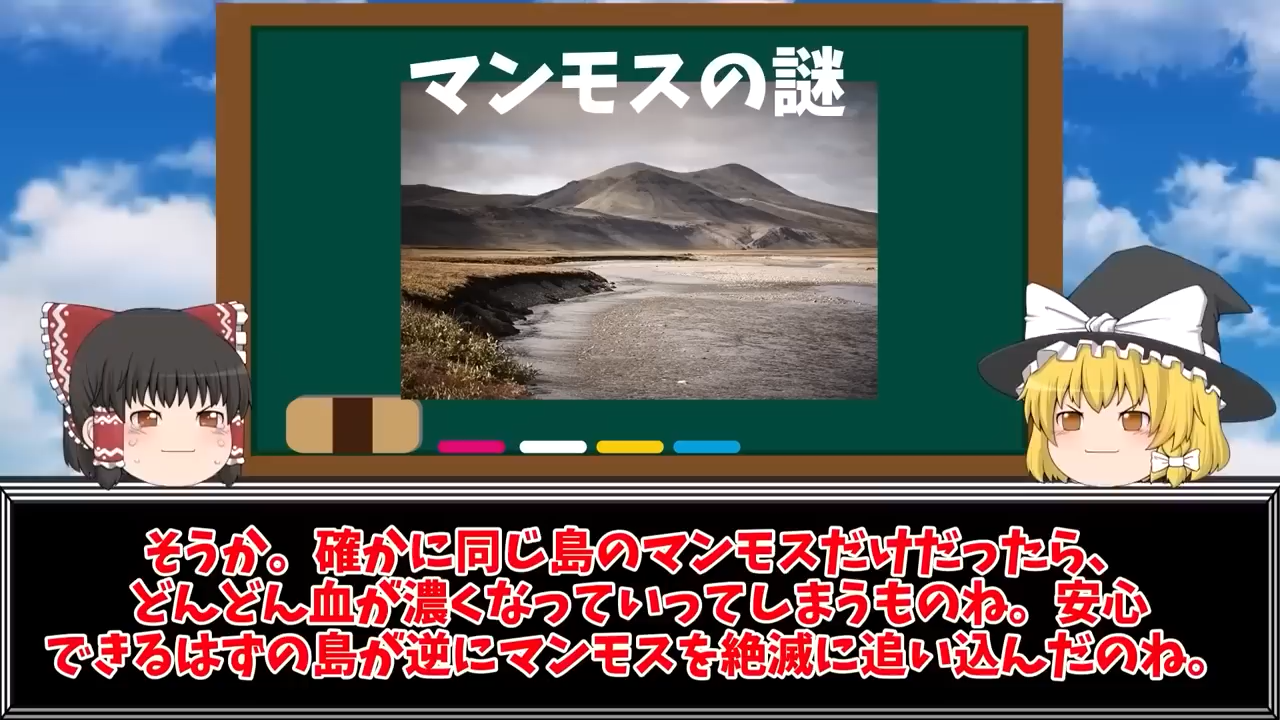 マンモスの謎
そうか。確かに同じ島のマンモスだけだったら、
どんどん血が濃くなっていってしまうものね。安心
できるはずの島が逆にマンモスを絶滅に追い込んだのね。